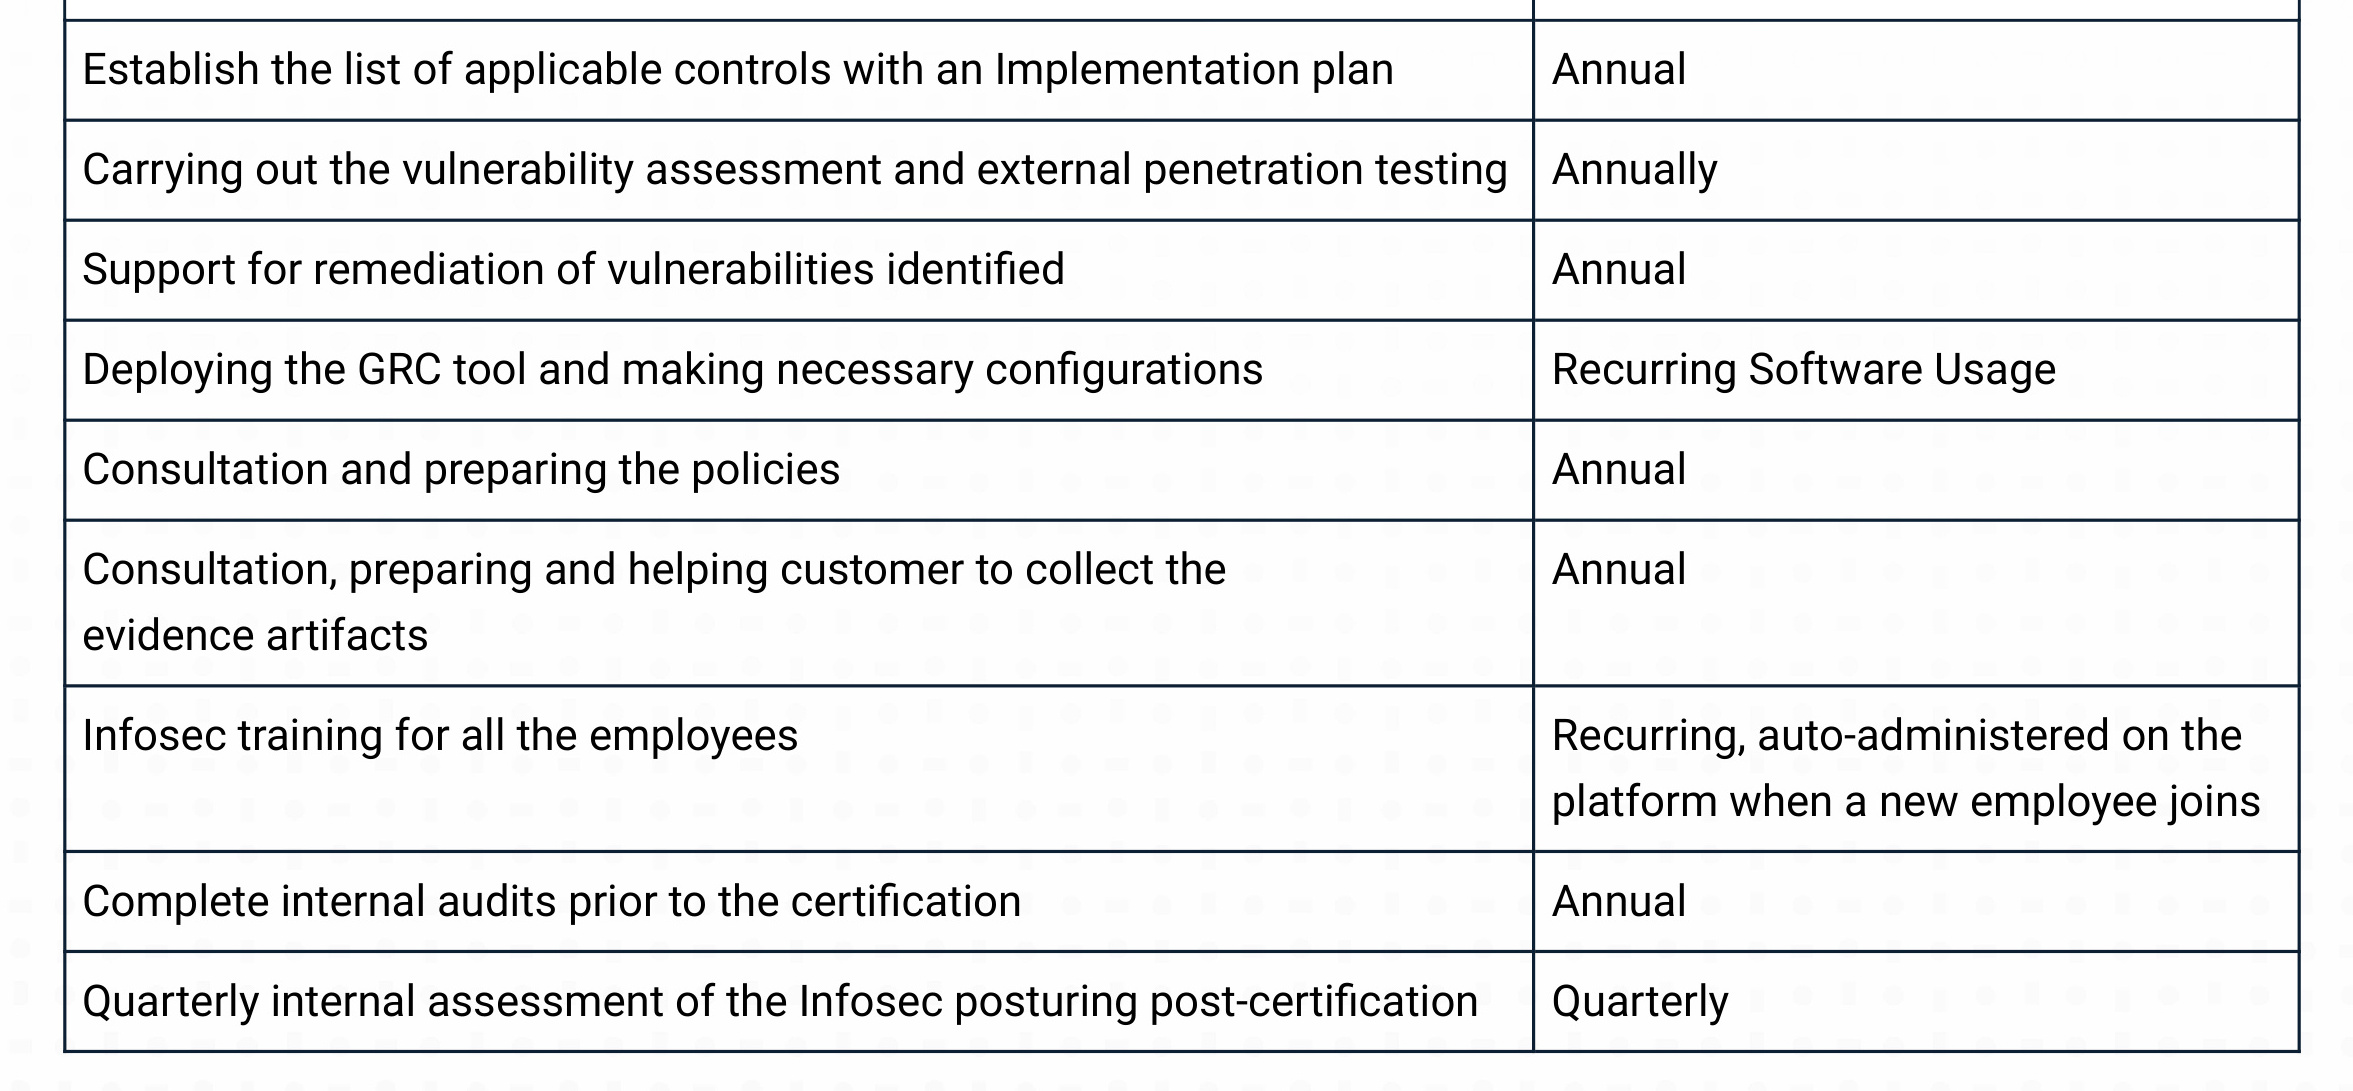 Establish the list of applicable controls with an Implementation plan
Annual
Carrying out the vulnerability assessment and external penetration testing
Annually
Support for remediation of vulnerabilities identified
Annual
Deploying the GRC tool and making necessary configurations
Recurring Software Usage
Consultation and preparing the policies
Annual
Consultation, preparing and helping customer to collect the
evidence artifacts
Annual
Infosec training for all the employees
Recurring, auto-administered on the
platform when a new employee joins
Complete internal audits prior to the certification
Annual
Quarterly internal assessment of the Infosec posturing post-certification
Quarterly